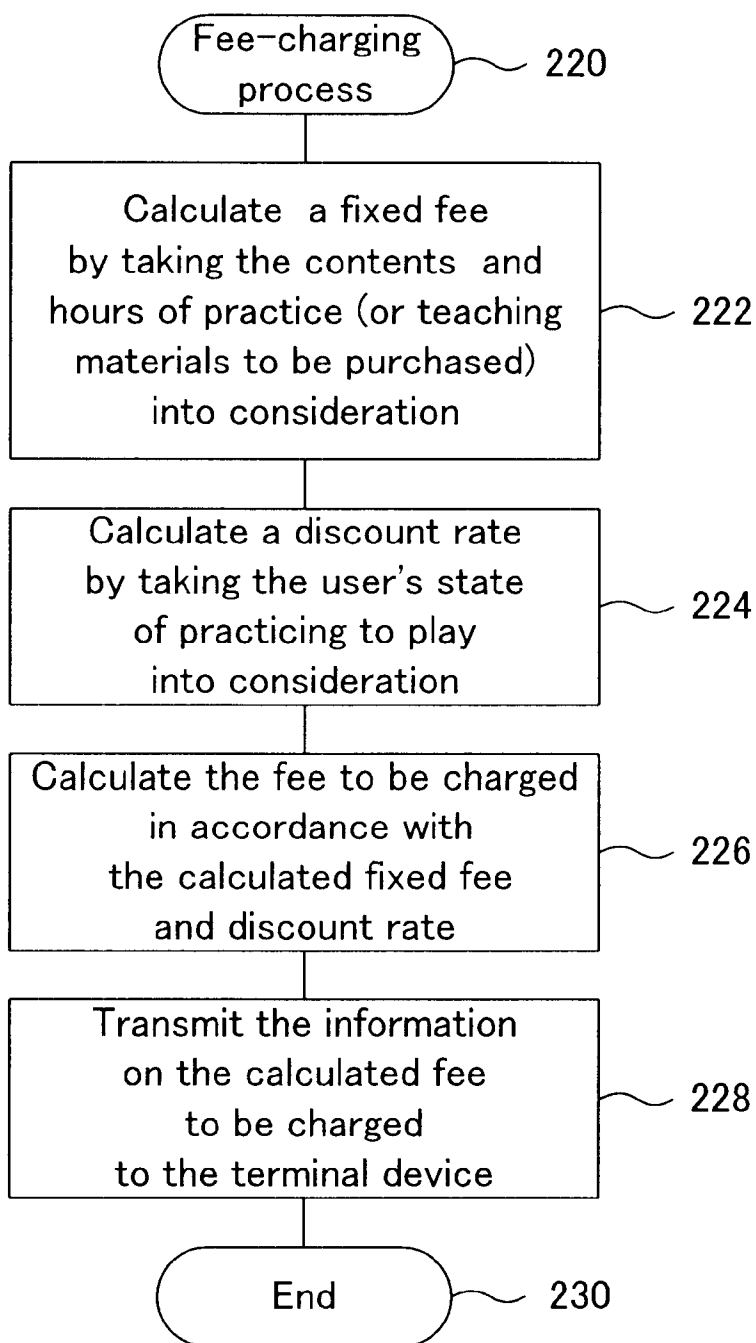 Fee-charging
process
220
Calculate a fixed fee
by taking the contents and
hours of practice (or teaching
materials to be purchased)
into consideration
222
Calculate a discount rate
by taking the user's state
of practicing to play
into consideration
224
Calculate the fee to be charged
in accordance with
the calculated fixed fee
and discount rate
226
Transmit the information
on the calculated fee
to be charged
to the terminal device
228
End
230